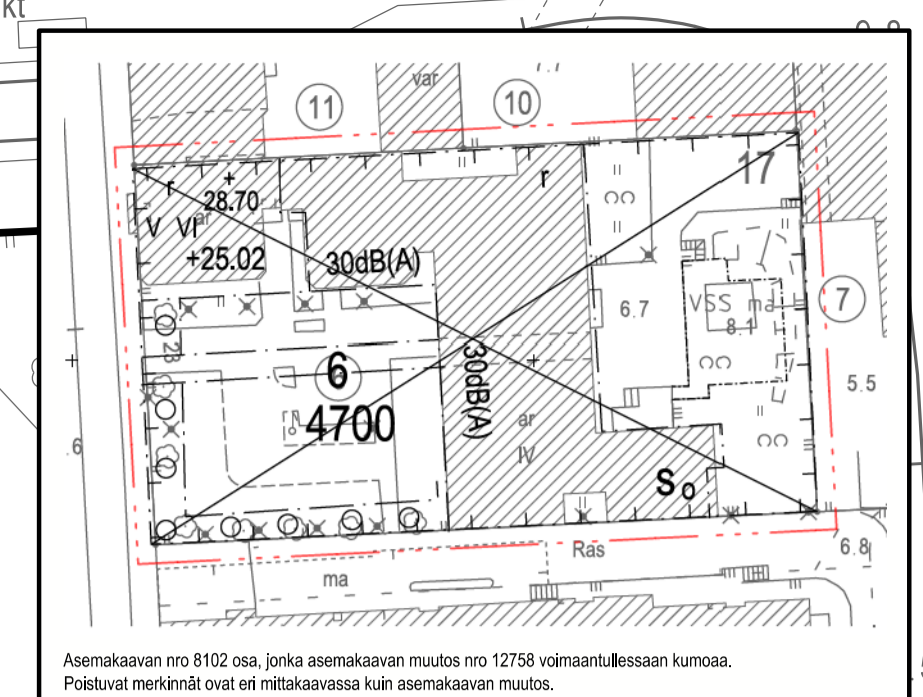 kt
var
11
10
17
r
+
28.70
r
V VI
ar
+25.02
30dB(A)
6.7
VSS ma
8.1
7
23
6
4700
30dB(A)
5.5
ar
IV
So
6.8
Ras
ma
.6
Asemakaavan nro 8102 osa, jonka asemakaavan muutos nro 12758 voimaantullessaan kumoaa.
Poistuvat merkinnät ovat eri mittakaavassa kuin asemakaavan muutos.